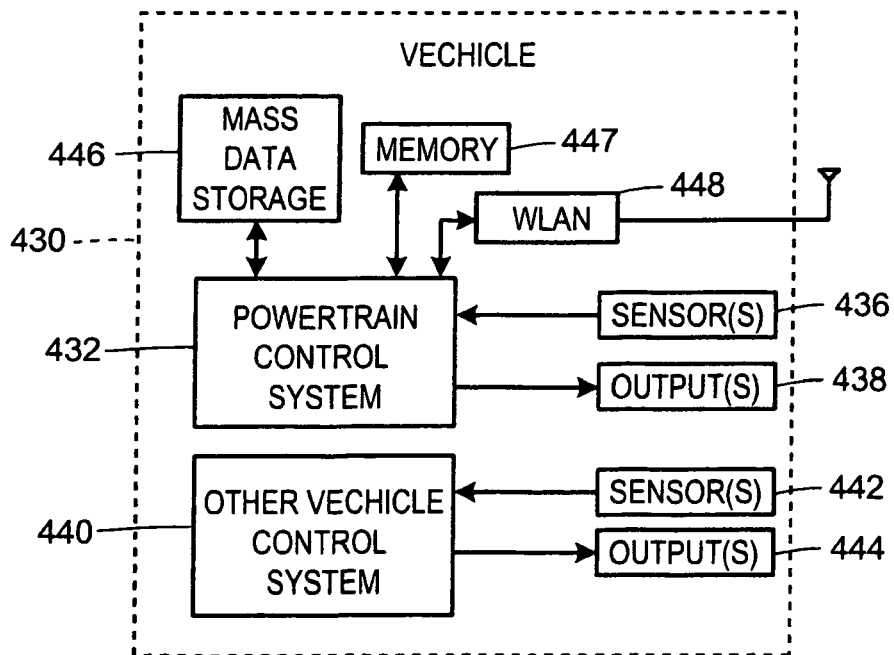 VECHICLE
MASS
DATA
STORAGE
446
MEMORY
447
448
WLAN
430
POWERTRAIN
CONTROL
SYSTEM
432
SENSOR(S)
436
OUTPUT(S)
438
OTHER VECHICLE
CONTROL
SYSTEM
440
SENSOR(S)
442
OUTPUT(S)
444